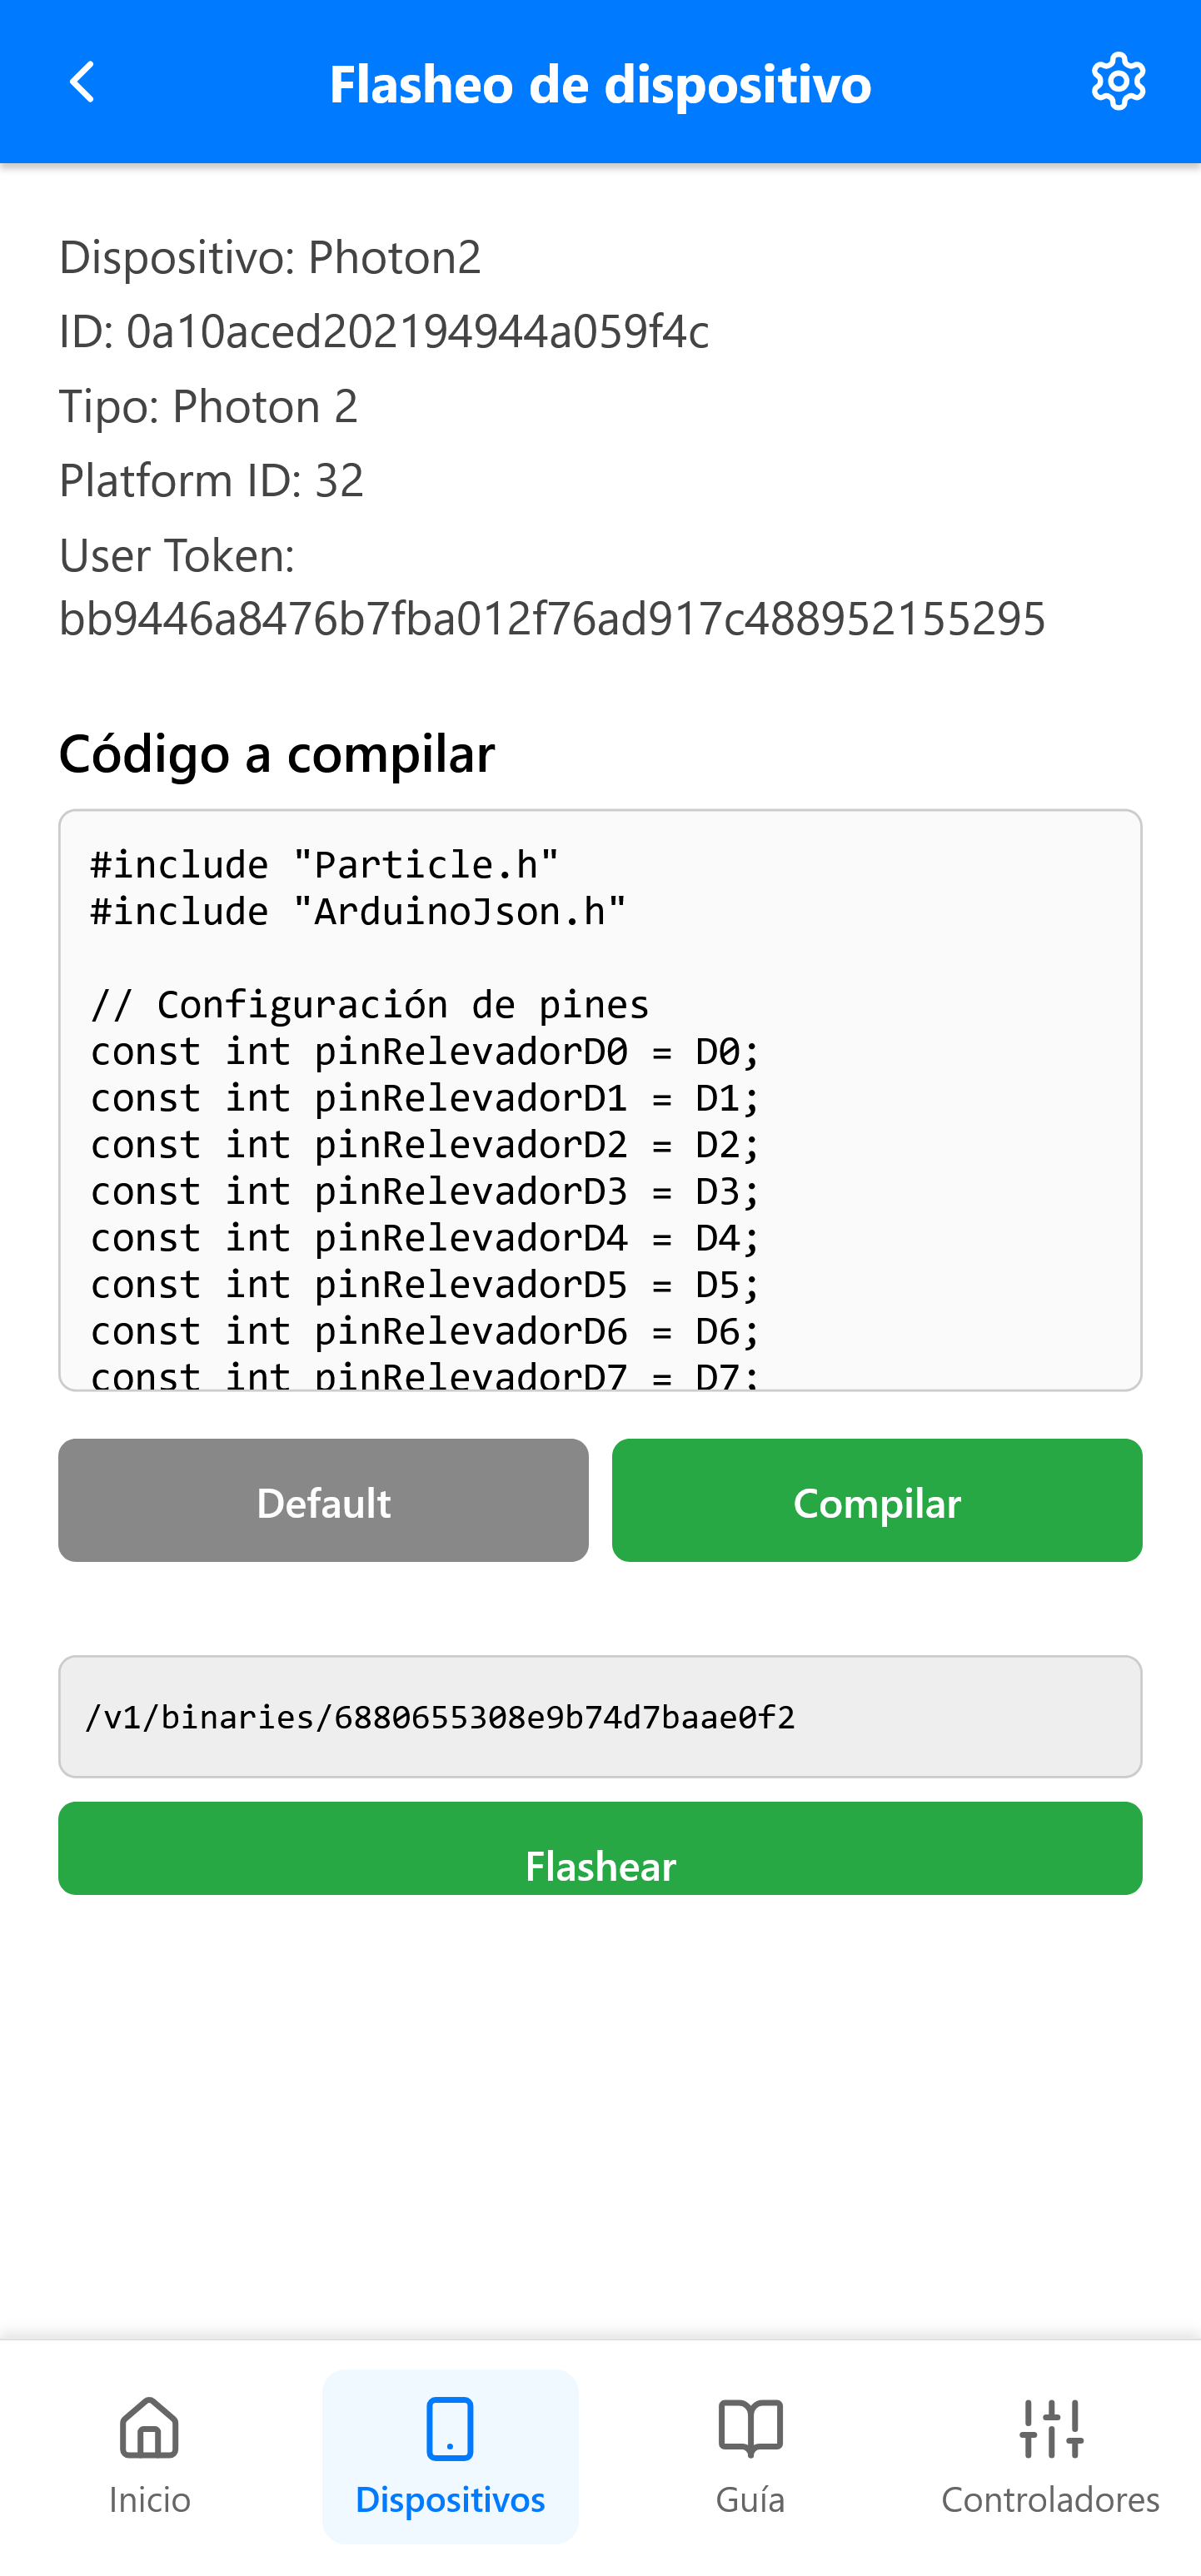 Flasheo de dispositivo
Dispositivo: Photon2
ID: 0a10aced202194944a059f4c
Tipo: Photon 2
Platform ID: 32
User Token:
bb9446a8476b7fba012f76ad917c488952155295
Código a compilar
#include "Particle.h"
#include "ArduinoJson.h"
// Configuración de pines
const int pinRelevadorD0 = D0;
const int pinRelevadorD1 = D1;
const int pinRelevadorD2 = D2;
const int pinRelevadorD3 = D3;
const int pinRelevadorD4 = D4;
const int pinRelevadorD5 = D5;
const int pinRelevadorD6 = D6;
const int pinRelevadorD7 = D7;
Default
Compilar
/v1/binaries/6880655308e9b74d7baae0f2
Flashear
Inicio
Dispositivos
Guía
Controladores